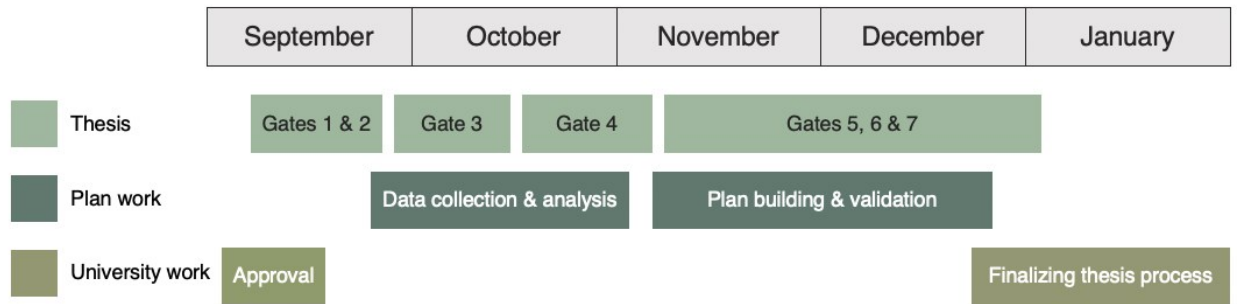 September October November December January
Thesis Gates 1 & 2 Gate 3 Gate 4 Gates 5, 6 & 7
Plan work Data collection & analysis Plan building & validation
University work Approval Finalizing thesis process